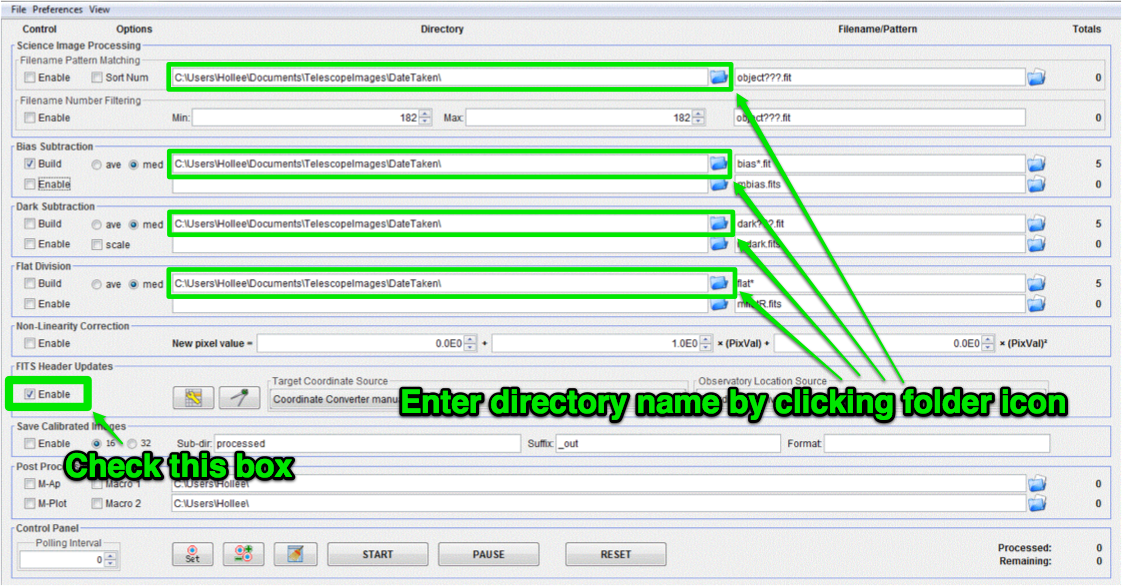 File Preferences View
Control Options Directory Filename/Pattern Totals
Science Image Processing
Filename Pattern Matching
Enable Sort Num C:\Users\Hollee\Documents\TelescopeImages\DateTaken\ object???.fit 0
Filename Number Filtering
Enable Min: 182 Max: 182 object???.fit 0
Bias Subtraction
Build ave med C:\Users\Hollee\Documents\TelescopeImages\DateTaken\ bias*.fit 5
Enable mbias.fits 0
Dark Subtraction
Build ave med C:\Users\Hollee\Documents\TelescopeImages\DateTaken\ dark???.fit 5
Enable scale mdark.fits 0
Flat Division
Build ave med C:\Users\Hollee\Documents\TelescopeImages\DateTaken\ flat* 5
Enable 0
Non-Linearity Correction
Enable New pixel value = 0.0E0 + 1.0E0 × (PixVal) + 0.0E0 × (PixVal)²
FITS Header Updates
Target Coordinate Source Observatory Location Source
Enable Coordinate Converter
Enter directory name by clicking folder icon
Save Calibrated Images
Enable 16 32 Sub-dir: processed Suffix: _out Format:
Check this box
Post
M-Ap Macro 1 C:\Users\Hollee\ 0
M-Plot Macro 2 C:\Users\Hollee\ 0
Control Panel
Polling Interval
0 Set START PAUSE RESET
Processed: 0
Remaining: 0